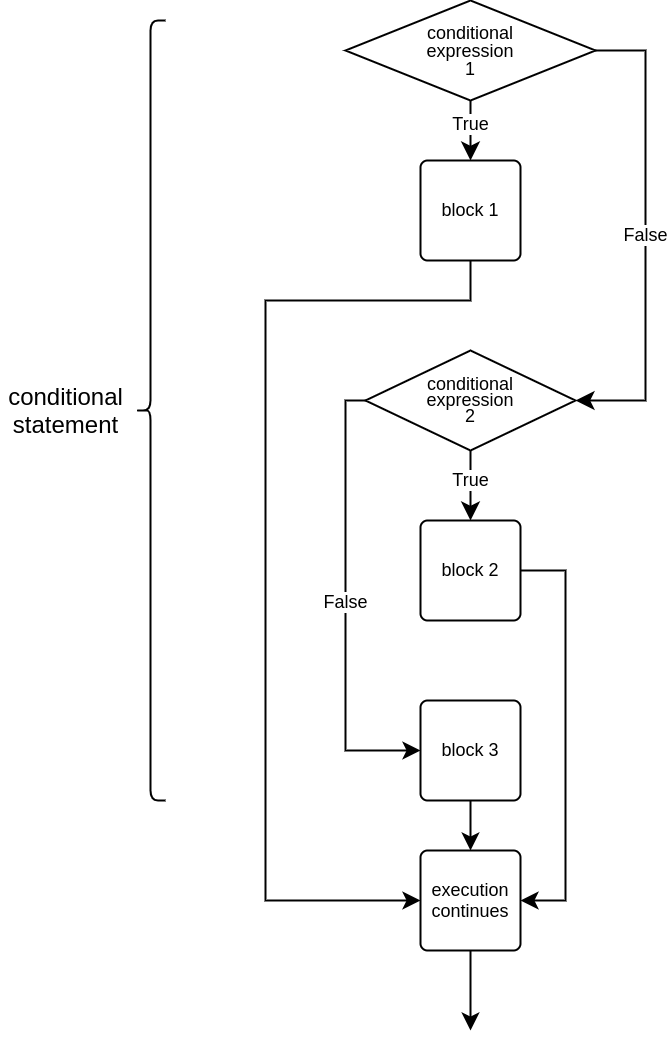 conditional
expression
1
True
block 1
False
conditional
statement
conditional
expression
2
True
block 2
False
block 3
execution
continues